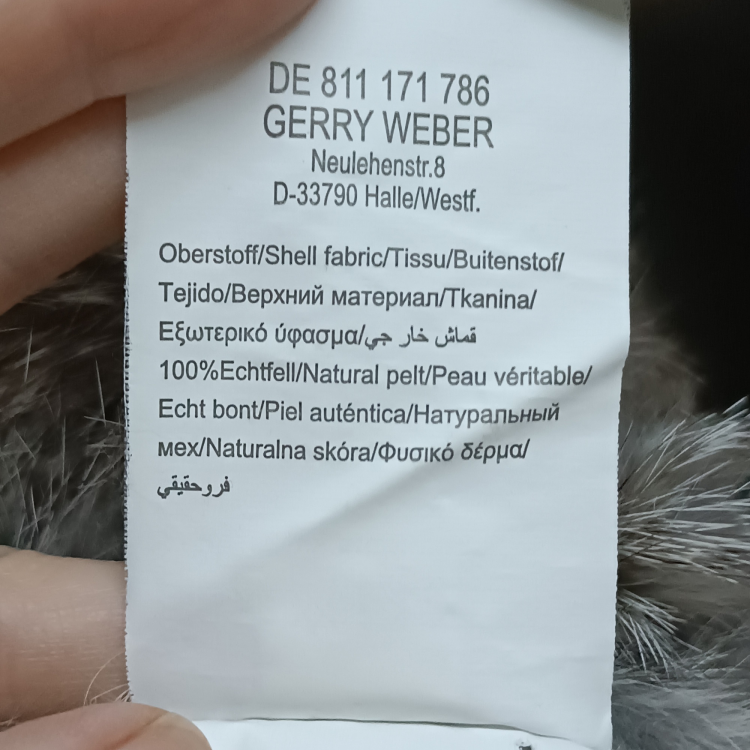 DE 811 171 786
GERRY WEBER
Neulehenstr.8
D-33790 Halle/Westf.
Oberstoff/Shell fabric/Tissu/Buitenstof/
Tejido/Верхний материал/Tkanina/
Εξωτερικό ύφασμα/قماش خار جي
100%Echtfell/Natural pelt/Peau véritable/
Echt bont/Piel auténtica/Натуральный
мех/Naturalna skóra/Φυσικό δέρμα/
فروحقيقي